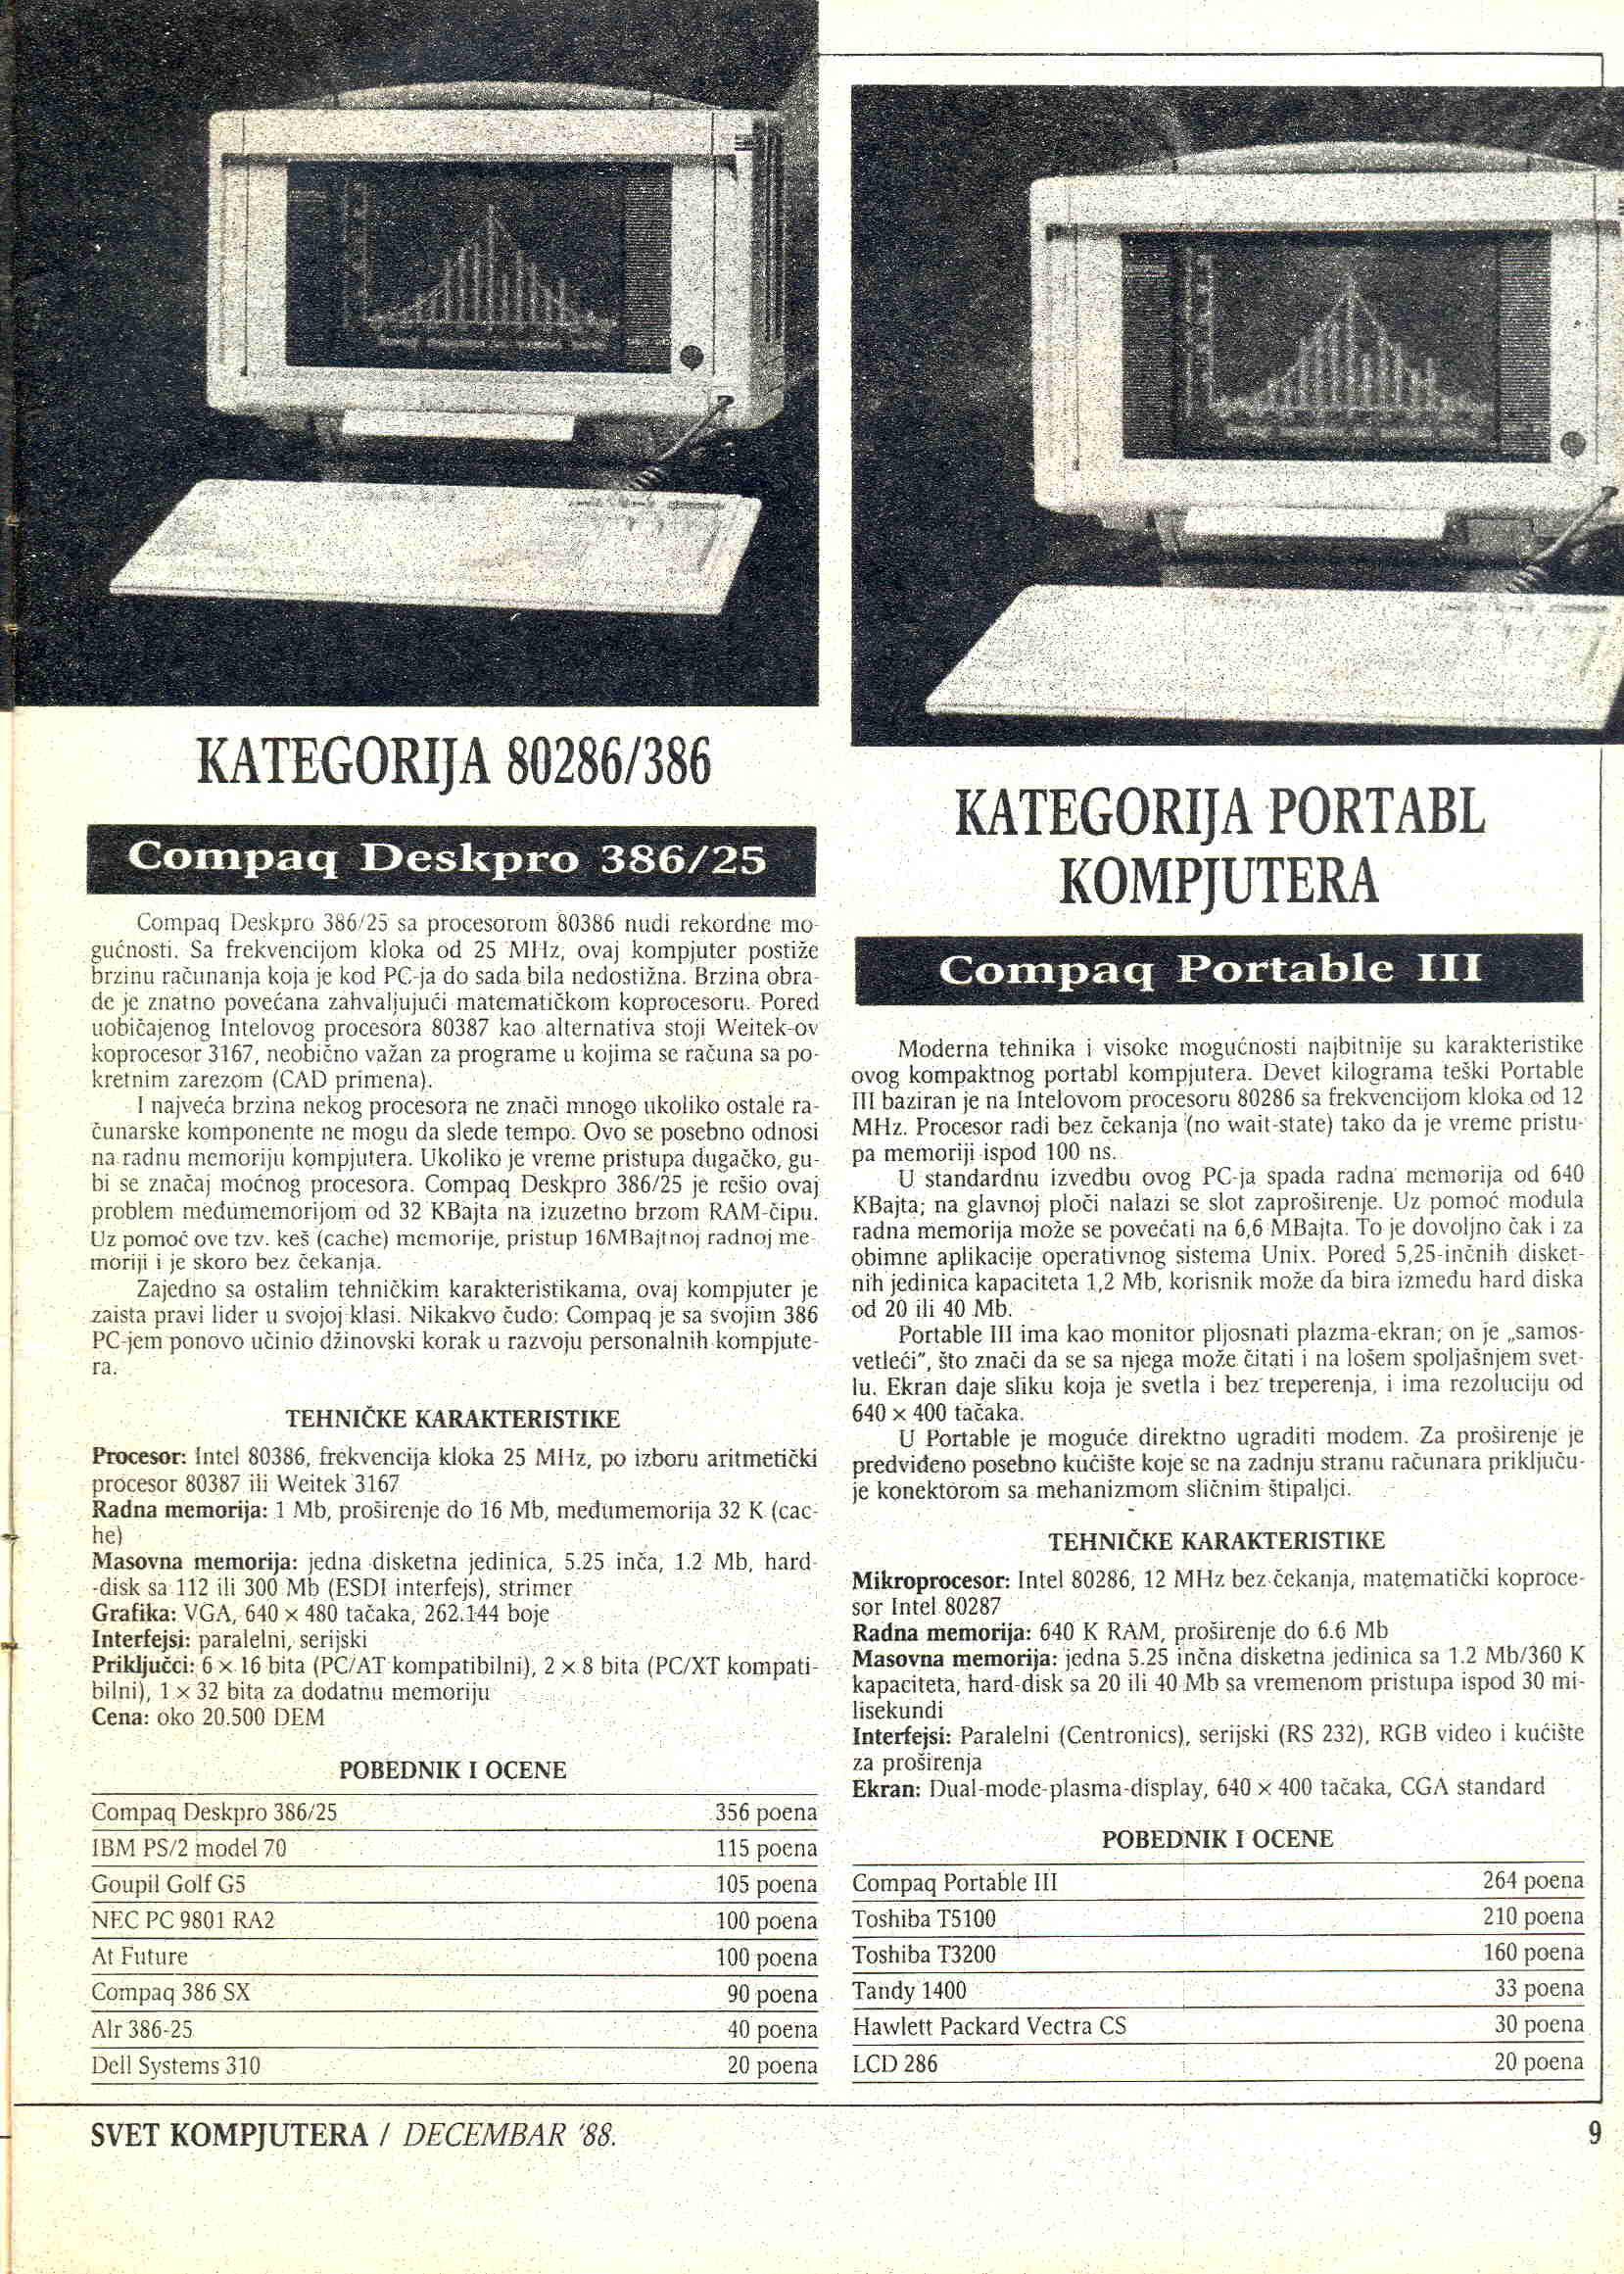 KATEGORIJA 80286/386
Compaq Deskpro 386/25
Compaq Deskpro 386/25 sa procesorom 80386 nudi rekordne mo-
gućnosti. Sa frekvencijom kloka od 25 MHz, ovaj kompjuter postiže
brzinu računanja koja je kod PC-ja do sada bila nedostižna. Brzina obra-
de je znatno povećana zahvaljujući matematičkom koprocesoru. Pored
uobičajenog Intelovog procesora 80387 kao alternativa stoji Weitek-ov
koprocesor 3167, neobično važan za programe u kojima se računa sa po-
kretnim zarezom (CAD primena).
I najveća brzina nekog procesora ne znači mnogo ukoliko ostale ra-
čunarske komponente ne mogu da slede tempo. Ovo se posebno odnosi
na radnu memoriju kompjutera. Ukoliko je vreme pristupa dugačko, gu-
bi se značaj moćnog procesora. Compaq Deskpro 386/25 je rešio ovaj
problem međumemorijom od 32 KBajta na izuzetno brzom RAM-čipu.
Uz pomoć ove tzv. keš (cache) memorije, pristup 16MBajtnoj radnoj me-
moriji i je skoro bez čekanja.
Zajedno sa ostalim tehničkim karakteristikama, ovaj kompjuter je
zaista pravi lider u svojoj klasi. Nikakvo čudo: Compaq je sa svojim 386
PC-jem ponovo učinio džinovski korak u razvoju personalnih kompjute-
ra.
TEHNIČKE KARAKTERISTIKE
Procesor: Intel 80386, frekvencija kloka 25 MHz, po izboru aritmetički
procesor 80387 ili Weitek 3167
Radna memorija: 1 Mb, proširenje do 16 Mb, međumemorija 32 K (cac-
he)
Masovna memorija: jedna disketna jedinica, 5.25 inča, 1.2 Mb, hard-
-disk sa 112 ili 300 Mb (ESDI interfejs), strimer
Grafika: VGA, 640 × 480 tačaka, 262.144 boje
Interfejsi: paralelni, serijski
Priključci: 6 × 16 bita (PC/AT kompatibilni), 2 × 8 bita (PC/XT kompati-
bilni), 1 × 32 bita za dodatnu memoriju
Cena: oko 20.500 DEM
POBEDNIK I OCENE
Compaq Deskpro 386/25 356 poena
IBM PS/2 model 70 115 poena
Goupil Golf G5 105 poena
NEC PC 9801 RA2 100 poena
At Future 100 poena
Compaq 386 SX 90 poena
Alr 386-25 40 poena
Dell Systems 310 20 poena
KATEGORIJA PORTABL
KOMPJUTERA
Compaq Portable III
Moderna tehnika i visoke mogućnosti najbitnije su karakteristike
ovog kompaktnog portabl kompjutera. Devet kilograma teški Portable
III baziran je na Intelovom procesoru 80286 sa frekvencijom kloka od 12
MHz. Procesor radi bez čekanja (no wait-state) tako da je vreme pristu-
pa memoriji ispod 100 ns.
U standardnu izvedbu ovog PC-ja spada radna memorija od 640
KBajta; na glavnoj ploči nalazi se slot zaproširenje. Uz pomoć modula
radna memorija može se povećati na 6,6 MBajta. To je dovoljno čak i za
obimne aplikacije operativnog sistema Unix. Pored 5,25-inčnih disket-
nih jedinica kapaciteta 1,2 Mb, korisnik može da bira između hard diska
od 20 ili 40 Mb.
Portable III ima kao monitor pljosnati plazma-ekran; on je „samos-
vetleći”, što znači da se sa njega može čitati i na lošem spoljašnjem svet-
lu. Ekran daje sliku koja je svetla i bez treperenja, i ima rezoluciju od
640 × 400 tačaka.
U Portable je moguće direktno ugraditi modem. Za proširenje je
predviđeno posebno kućište koje se na zadnju stranu računara priključu-
je konektorom sa mehanizmom sličnim štipaljci.
TEHNIČKE KARAKTERISTIKE
Mikroprocesor: Intel 80286, 12 MHz bez čekanja, matematički koproce-
sor Intel 80287
Radna memorija: 640 K RAM, proširenje do 6.6 Mb
Masovna memorija: jedna 5.25 inčna disketna jedinica sa 1.2 Mb/360 K
kapaciteta, hard-disk sa 20 ili 40 Mb sa vremenom pristupa ispod 30 mi-
lisekundi
Interfejsi: Paralelni (Centronics), serijski (RS 232), RGB video i kućište
za proširenja
Ekran: Dual-mode-plasma-display, 640 × 400 tačaka, CGA standard
POBEDNIK I OCENE
Compaq Portable III 264 poena
Toshiba T5100 210 poena
Toshiba T3200 160 poena
Tandy 1400 33 poena
Hawlett Packard Vectra CS 30 poena
LCD 286 20 poena
SVET KOMPJUTERA / DECEMBAR '88. 9